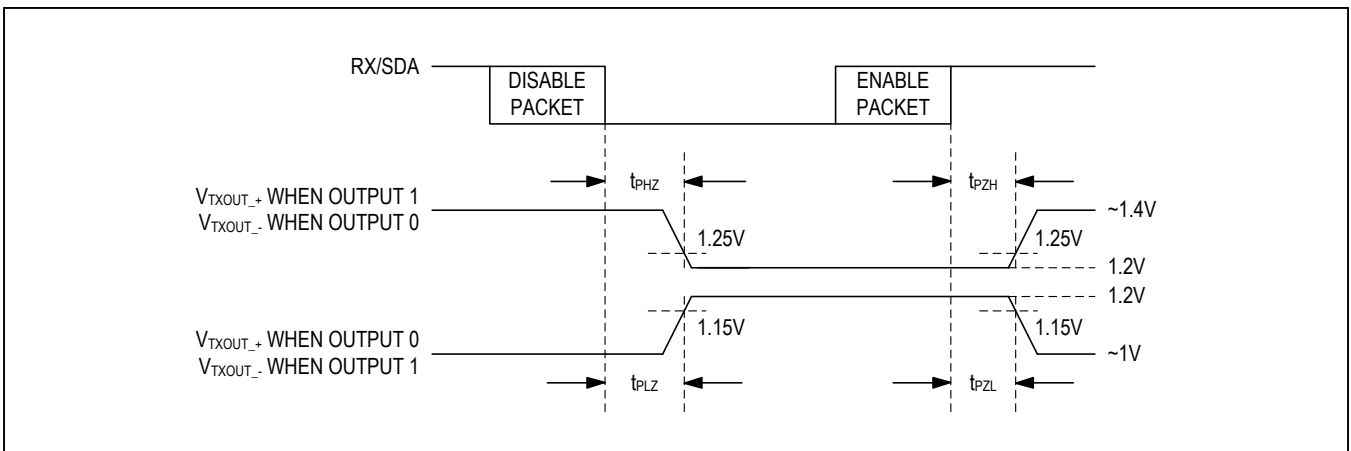 RX/SDA
DISABLE
PACKET
ENABLE
PACKET
tPHZ
tPZH
VTXOUT_+ WHEN OUTPUT 1
VTXOUT_- WHEN OUTPUT 0
~1.4V
1.25V
1.25V
1.2V
1.2V
1.15V
1.15V
VTXOUT_+ WHEN OUTPUT 0
VTXOUT_- WHEN OUTPUT 1
~1V
tPLZ
tPZL